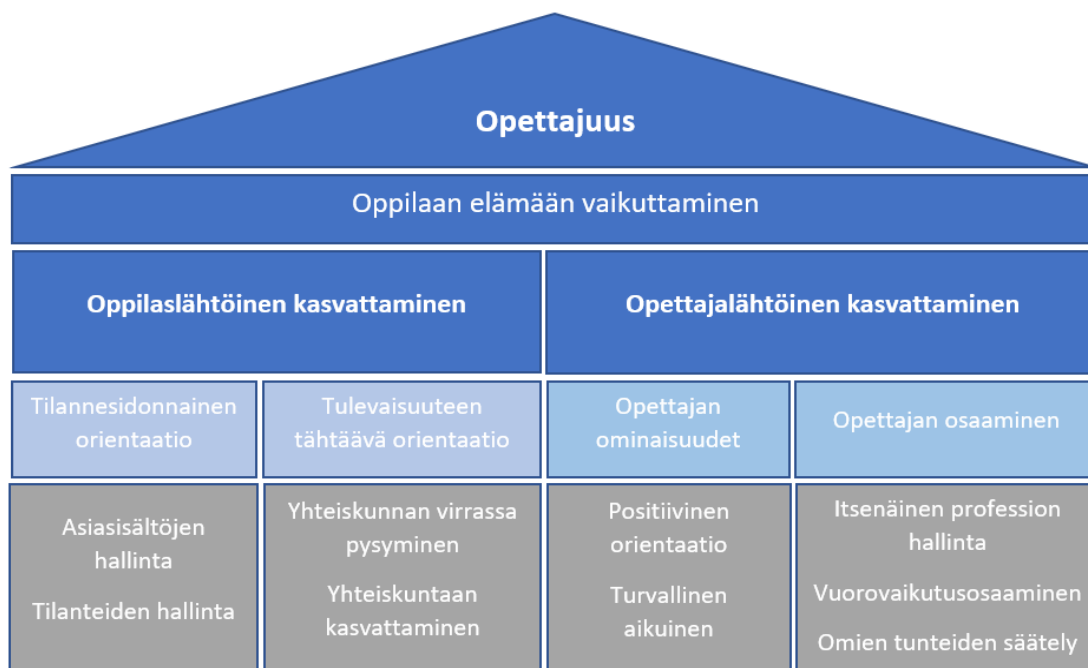 Opettajuus
Oppilaan elämään vaikuttaminen
Oppilaslähtöinen kasvattaminen
Opettajalähtöinen kasvattaminen
Tilannesidonnainen
orientaatio
Tulevaisuuteen
tähtäävä orientaatio
Opettajan
ominaisuudet
Opettajan osaaminen
Asiasisältöjen
hallinta
Tilanteiden hallinta
Yhteiskunnan virrassa
pysyminen
Yhteiskuntaan
kasvattaminen
Positiivinen
orientaatio
Turvallinen
aikuinen
Itsenäinen profession
hallinta
Vuorovaikutusosaaminen
Omien tunteiden säätely